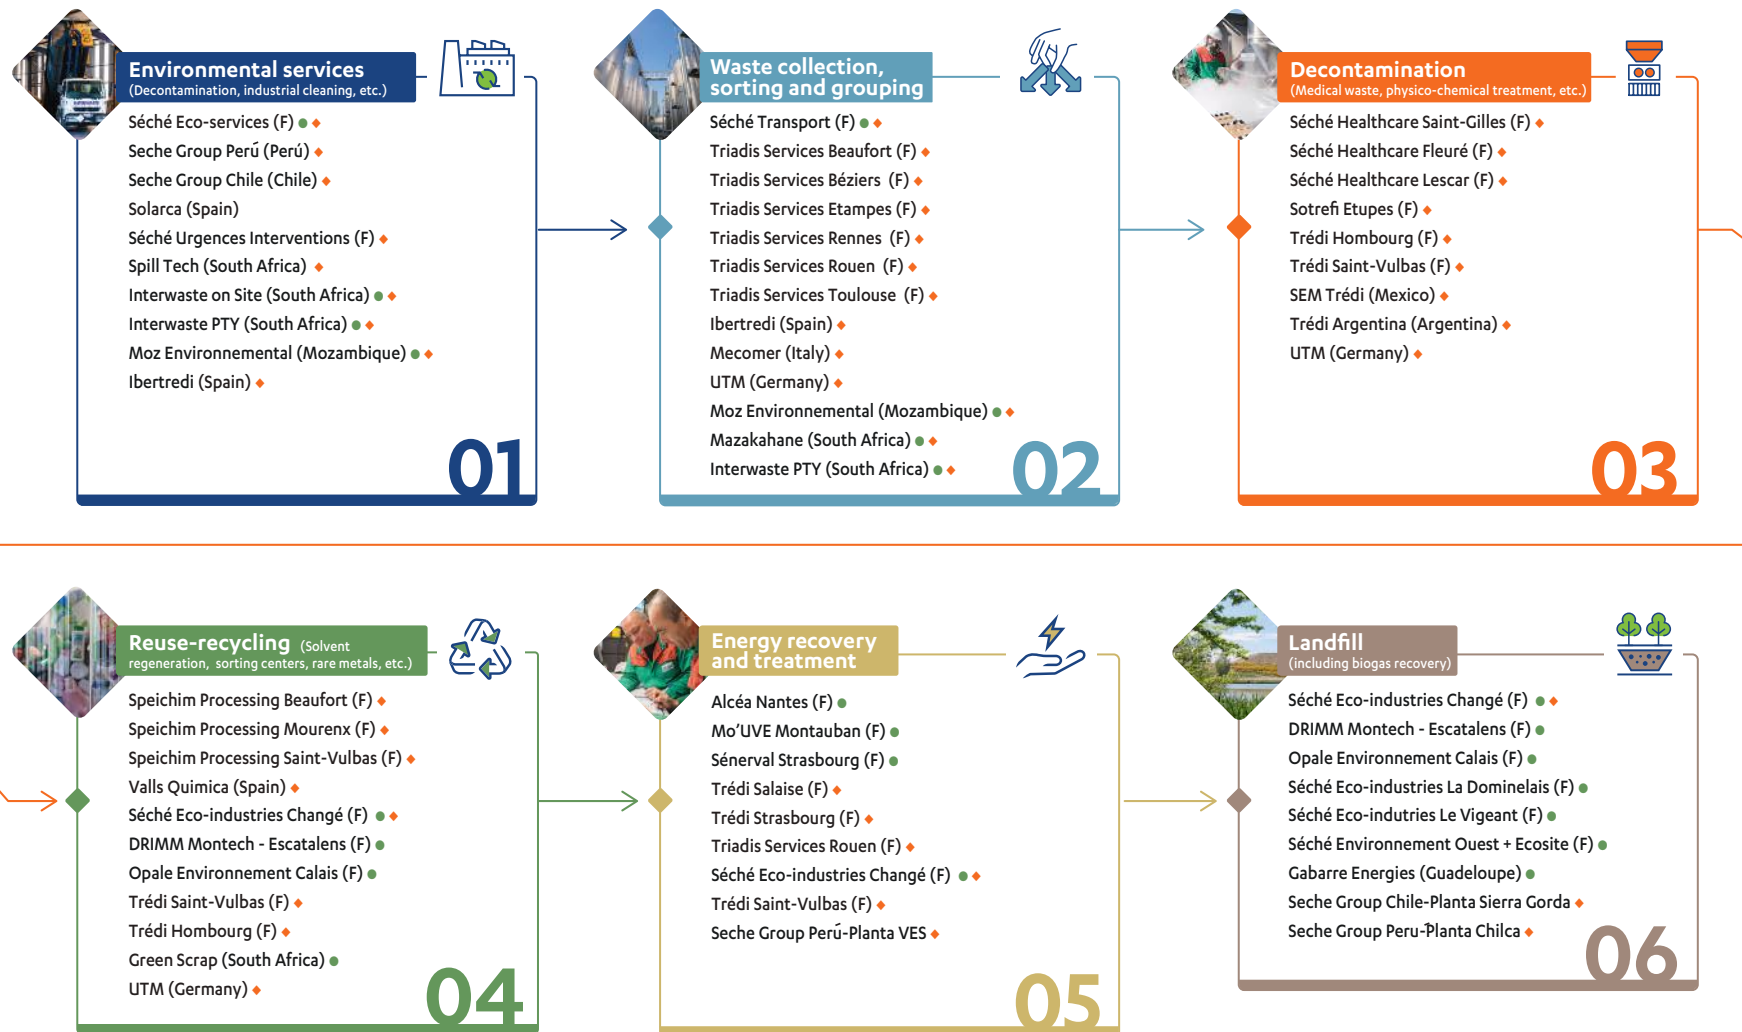 Environmental services
(Decontamination, industrial cleaning, etc.)
Séché Eco-services (F)
Seche Group Perú (Perú)
Seche Group Chile (Chile)
Solarca (Spain)
Séché Urgences Interventions (F)
Spill Tech (South Africa)
Interwaste on Site (South Africa)
Interwaste PTY (South Africa)
Moz Environnemental (Mozambique)
Ibertredi (Spain)
01
Waste collection,
sorting and grouping
Séché Transport (F)
Triadis Services Beaufort (F)
Triadis Services Béziers (F)
Triadis Services Etampes (F)
Triadis Services Rennes (F)
Triadis Services Rouen (F)
Triadis Services Toulouse (F)
Ibertredi (Spain)
Mecomer (Italy)
UTM (Germany)
Moz Environnemental (Mozambique)
Mazakahane (South Africa)
Interwaste PTY (South Africa)
02
Decontamination
(Medical waste, physico-chemical treatment, etc.)
Séché Healthcare Saint-Gilles (F)
Séché Healthcare Fleuré (F)
Séché Healthcare Lescar (F)
Sotrefi Etupes (F)
Trédi Hombourg (F)
Trédi Saint-Vulbas (F)
SEM Trédi (Mexico)
Trédi Argentina (Argentina)
UTM (Germany)
03
Reuse-recycling (Solvent
regeneration, sorting centers, rare metals, etc.)
Speichim Processing Beaufort (F)
Speichim Processing Mourenx (F)
Speichim Processing Saint-Vulbas (F)
Valls Quimica (Spain)
Séché Eco-industries Changé (F)
DRIMM Montech - Escatalens (F)
Opale Environnement Calais (F)
Trédi Saint-Vulbas (F)
Trédi Hombourg (F)
Green Scrap (South Africa)
UTM (Germany)
04
Energy recovery
and treatment
Alcéa Nantes (F)
Mo'UVE Montauban (F)
Sénerval Strasbourg (F)
Trédi Salaise (F)
Trédi Strasbourg (F)
Triadis Services Rouen (F)
Séché Eco-industries Changé (F)
Trédi Saint-Vulbas (F)
Seche Group Perú-Planta VES
05
Landfill
(including biogas recovery)
Séché Eco-industries Changé (F)
DRIMM Montech - Escatalens (F)
Opale Environnement Calais (F)
Séché Eco-industries La Dominelais (F)
Séché Eco-indutries Le Vigeant (F)
Séché Environnement Ouest + Ecosite (F)
Gabarre Energies (Guadeloupe)
Seche Group Chile-Planta Sierra Gorda
Seche Group Peru-Planta Chilca
06